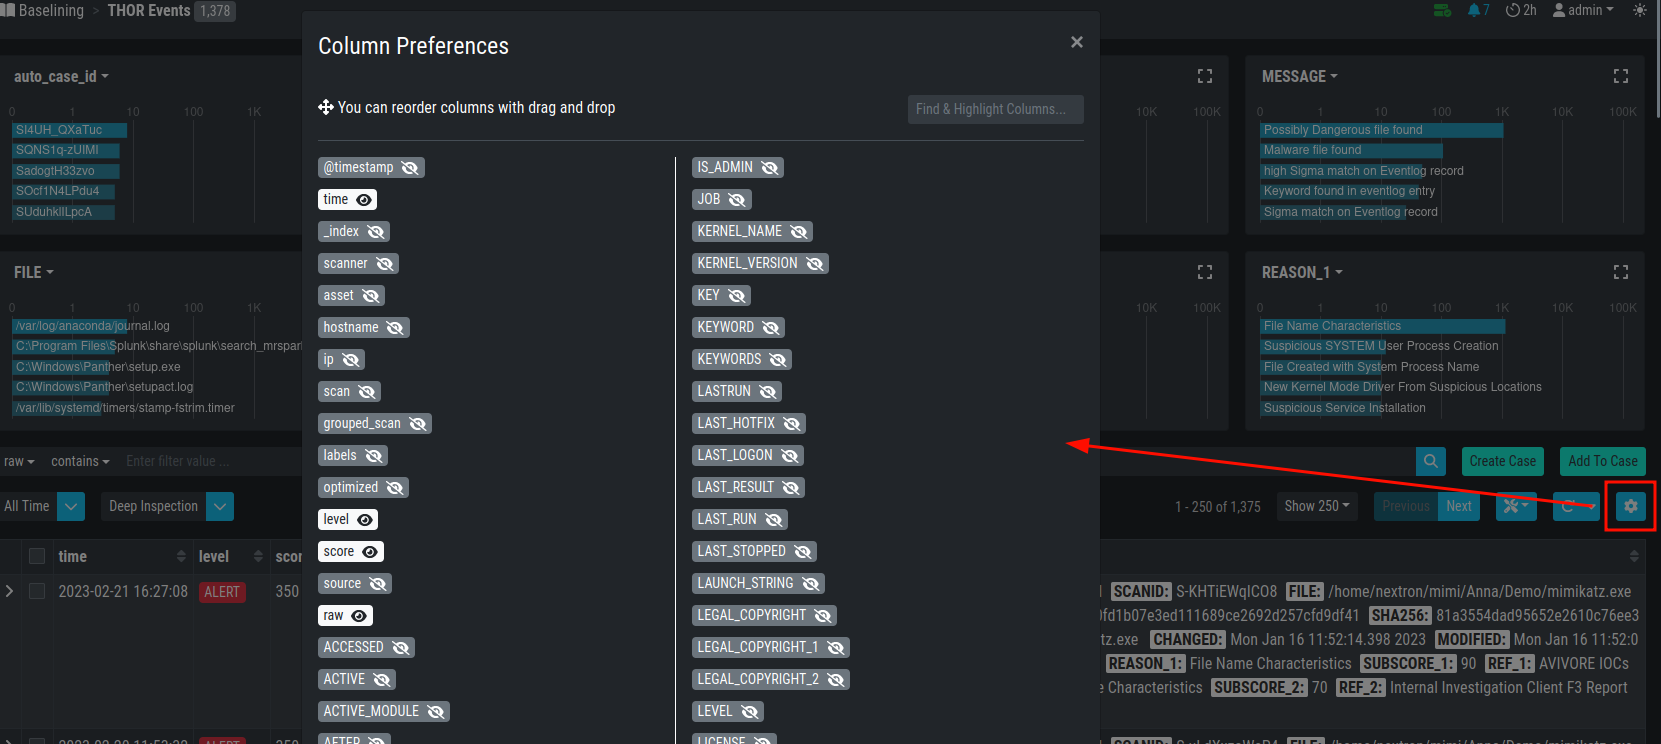 Baselining > THOR Events 1,378
7 2h admin
Column Preferences
You can reorder columns with drag and drop
Find & Highlight Columns...
auto_case_id
0 1 10 100 1K
SI4UH_QXaTuc
SQNS1q-zUIMI
SadogtH33zvo
SOcf1N4LPdu4
SUduhklILpcA
FILE
0 1 10 100 1K
/var/log/anaconda/journal.log
C:\Program Files\Splunk\share\splunk\search_mrspar
C:\Windows\Panther\setup.exe
C:\Windows\Panther\setupact.log
/var/lib/systemd/timers/stamp-fstrim.timer
@timestamp
time
_index
scanner
asset
hostname
ip
scan
grouped_scan
labels
optimized
level
score
source
raw
ACCESSED
ACTIVE
ACTIVE_MODULE
AFTER
IS_ADMIN
JOB
KERNEL_NAME
KERNEL_VERSION
KEY
KEYWORD
KEYWORDS
LASTRUN
LAST_HOTFIX
LAST_LOGON
LAST_RESULT
LAST_RUN
LAST_STOPPED
LAUNCH_STRING
LEGAL_COPYRIGHT
LEGAL_COPYRIGHT_1
LEGAL_COPYRIGHT_2
LEVEL
LICENSE
10K 100K
10K 100K
MESSAGE
0 1 10 100 1K 10K 100K
Possibly Dangerous file found
Malware file found
high Sigma match on Eventlog record
Keyword found in eventlog entry
Sigma match on Eventlog record
REASON_1
0 1 10 100 1K 10K 100K
File Name Characteristics
Suspicious SYSTEM User Process Creation
File Created with System Process Name
New Kernel Mode Driver From Suspicious Locations
Suspicious Service Installation
raw contains Enter filter value ...
Create Case Add To Case
All Time Deep Inspection
1 - 250 of 1,375 Show 250 Previous Next
time level scor
2023-02-21 16:27:08 ALERT 350
SCANID: S-KHTiEWqICO8 FILE: /home/nextron/mimi/Anna/Demo/mimikatz.exe
0fd1b07e3ed111689ce2692d257cfd9df41 SHA256: 81a3554dad95652e2610c76ee3
tz.exe CHANGED: Mon Jan 16 11:52:14.398 2023 MODIFIED: Mon Jan 16 11:52:0
REASON_1: File Name Characteristics SUBSCORE_1: 90 REF_1: AVIVORE IOCs
e Characteristics SUBSCORE_2: 70 REF_2: Internal Investigation Client F3 Report